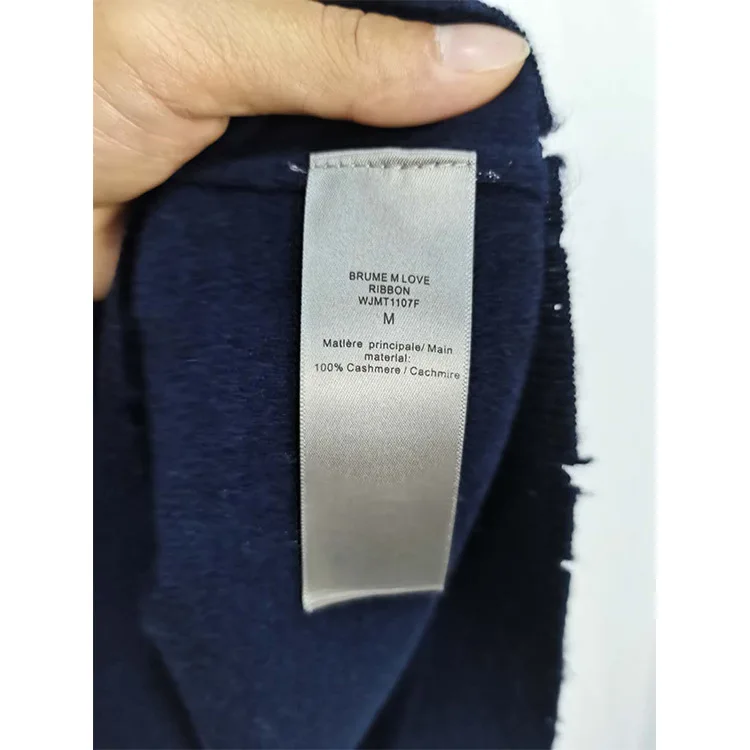 BRUME M LOVE
RIBBON
WJMT1107F
M
Matière principale/ Main
material:
100% Cashmere / Cachmire